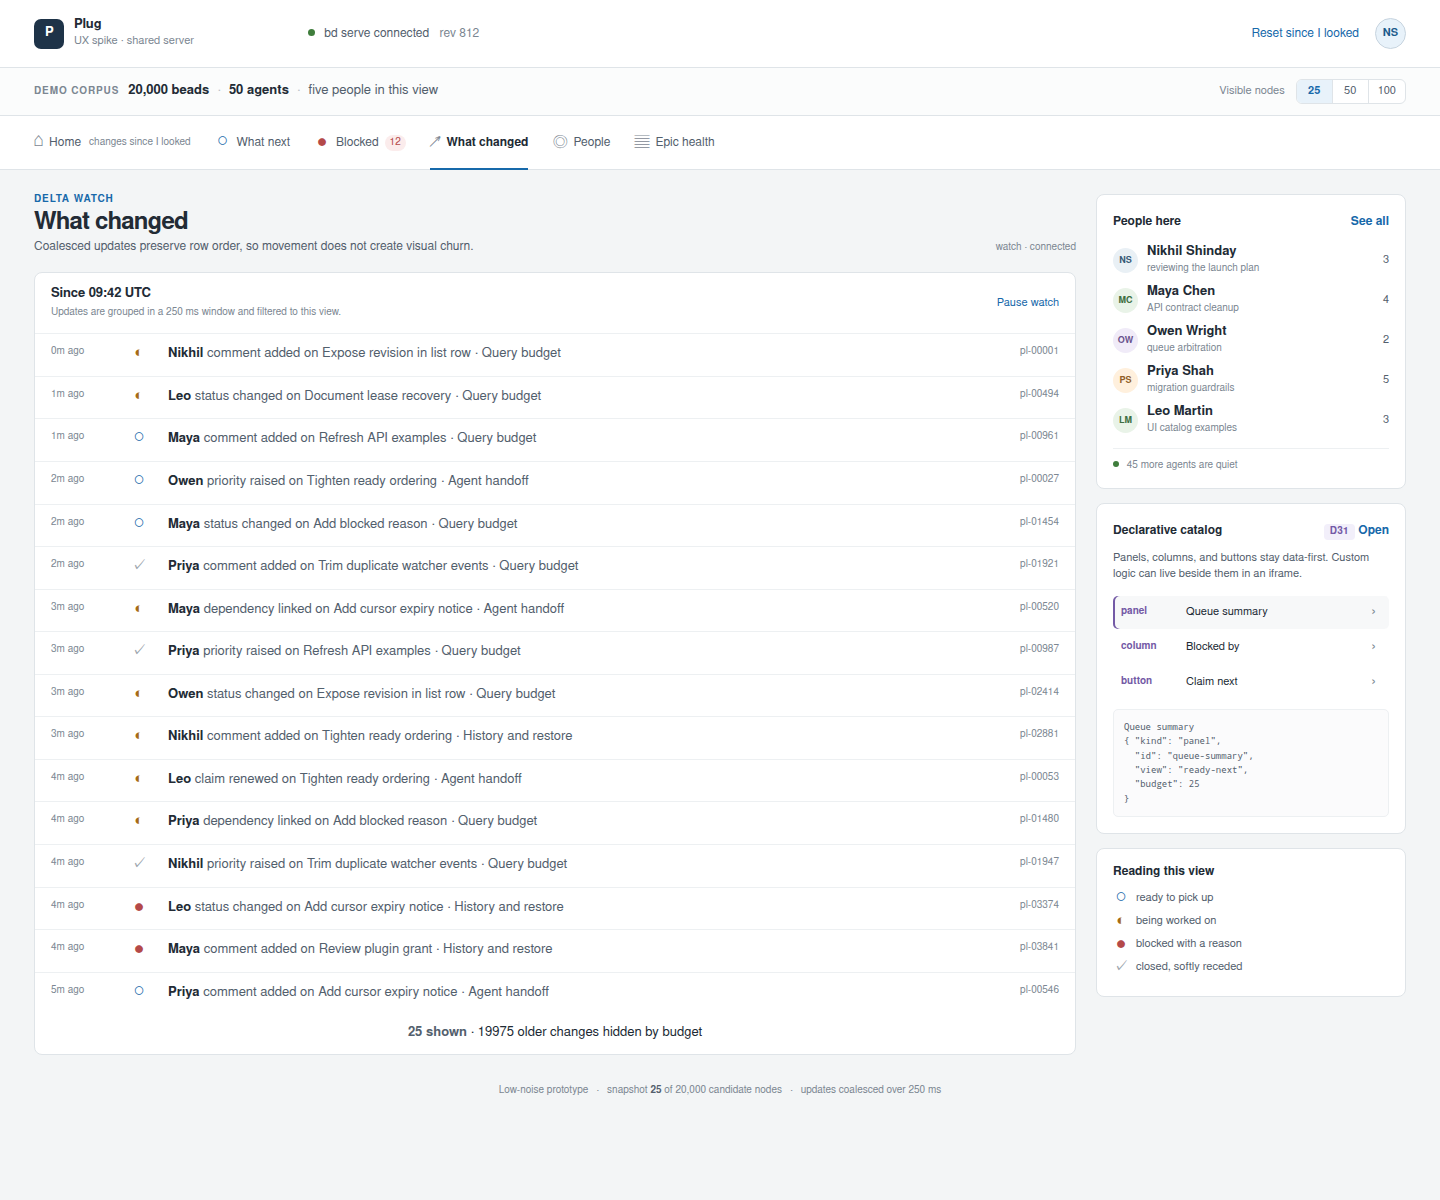 P
Plug
UX spike · shared server
bd serve connected rev 812
Reset since I looked
NS
DEMO CORPUS 20,000 beads · 50 agents · five people in this view
Visible nodes 25 50 100
Home changes since I looked
What next
Blocked 12
What changed
People
Epic health
DELTA WATCH
What changed
Coalesced updates preserve row order, so movement does not create visual churn.
watch · connected
Since 09:42 UTC
Updates are grouped in a 250 ms window and filtered to this view.
Pause watch
0m ago Nikhil comment added on Expose revision in list row · Query budget pl-00001
1m ago Leo status changed on Document lease recovery · Query budget pl-00494
1m ago Maya comment added on Refresh API examples · Query budget pl-00961
2m ago Owen priority raised on Tighten ready ordering · Agent handoff pl-00027
2m ago Maya status changed on Add blocked reason · Query budget pl-01454
2m ago Priya comment added on Trim duplicate watcher events · Query budget pl-01921
3m ago Maya dependency linked on Add cursor expiry notice · Agent handoff pl-00520
3m ago Priya priority raised on Refresh API examples · Query budget pl-00987
3m ago Owen status changed on Expose revision in list row · Query budget pl-02414
3m ago Nikhil comment added on Tighten ready ordering · History and restore pl-02881
4m ago Leo claim renewed on Tighten ready ordering · Agent handoff pl-00053
4m ago Priya dependency linked on Add blocked reason · Query budget pl-01480
4m ago Nikhil priority raised on Trim duplicate watcher events · Query budget pl-01947
4m ago Leo status changed on Add cursor expiry notice · History and restore pl-03374
4m ago Maya comment added on Review plugin grant · History and restore pl-03841
5m ago Priya comment added on Add cursor expiry notice · Agent handoff pl-00546
25 shown · 19975 older changes hidden by budget
People here See all
NS Nikhil Shinday 3
reviewing the launch plan
MC Maya Chen 4
API contract cleanup
OW Owen Wright 2
queue arbitration
PS Priya Shah 5
migration guardrails
LM Leo Martin 3
UI catalog examples
45 more agents are quiet
Declarative catalog D31 Open
Panels, columns, and buttons stay data-first. Custom
logic can live beside them in an iframe.
panel Queue summary ›
column Blocked by ›
button Claim next ›
Queue summary
{ "kind": "panel",
"id": "queue-summary",
"view": "ready-next",
"budget": 25
}
Reading this view
ready to pick up
being worked on
blocked with a reason
closed, softly receded
Low-noise prototype · snapshot 25 of 20,000 candidate nodes · updates coalesced over 250 ms